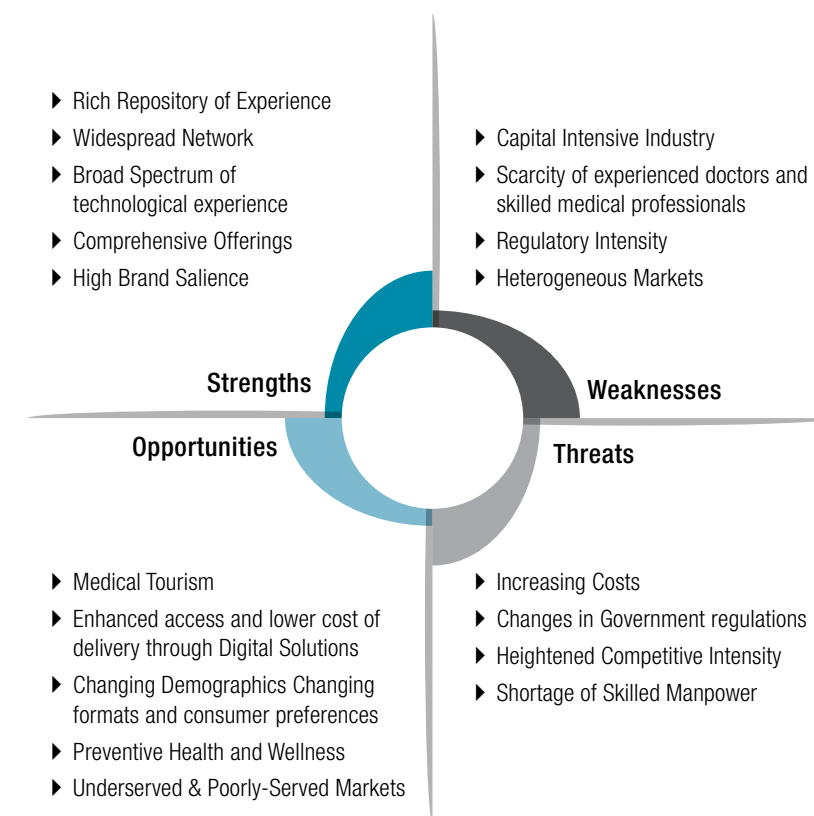 Rich Repository of Experience
Widespread Network
Broad Spectrum of
technological experience
Comprehensive Offerings
High Brand Salience
Strengths
Capital Intensive Industry
Scarcity of experienced doctors and
skilled medical professionals
Regulatory Intensity
Heterogeneous Markets
Weaknesses
Opportunities
Medical Tourism
Enhanced access and lower cost of
delivery through Digital Solutions
Changing Demographics Changing
formats and consumer preferences
Preventive Health and Wellness
Underserved & Poorly-Served Markets
Threats
Increasing Costs
Changes in Government regulations
Heightened Competitive Intensity
Shortage of Skilled Manpower